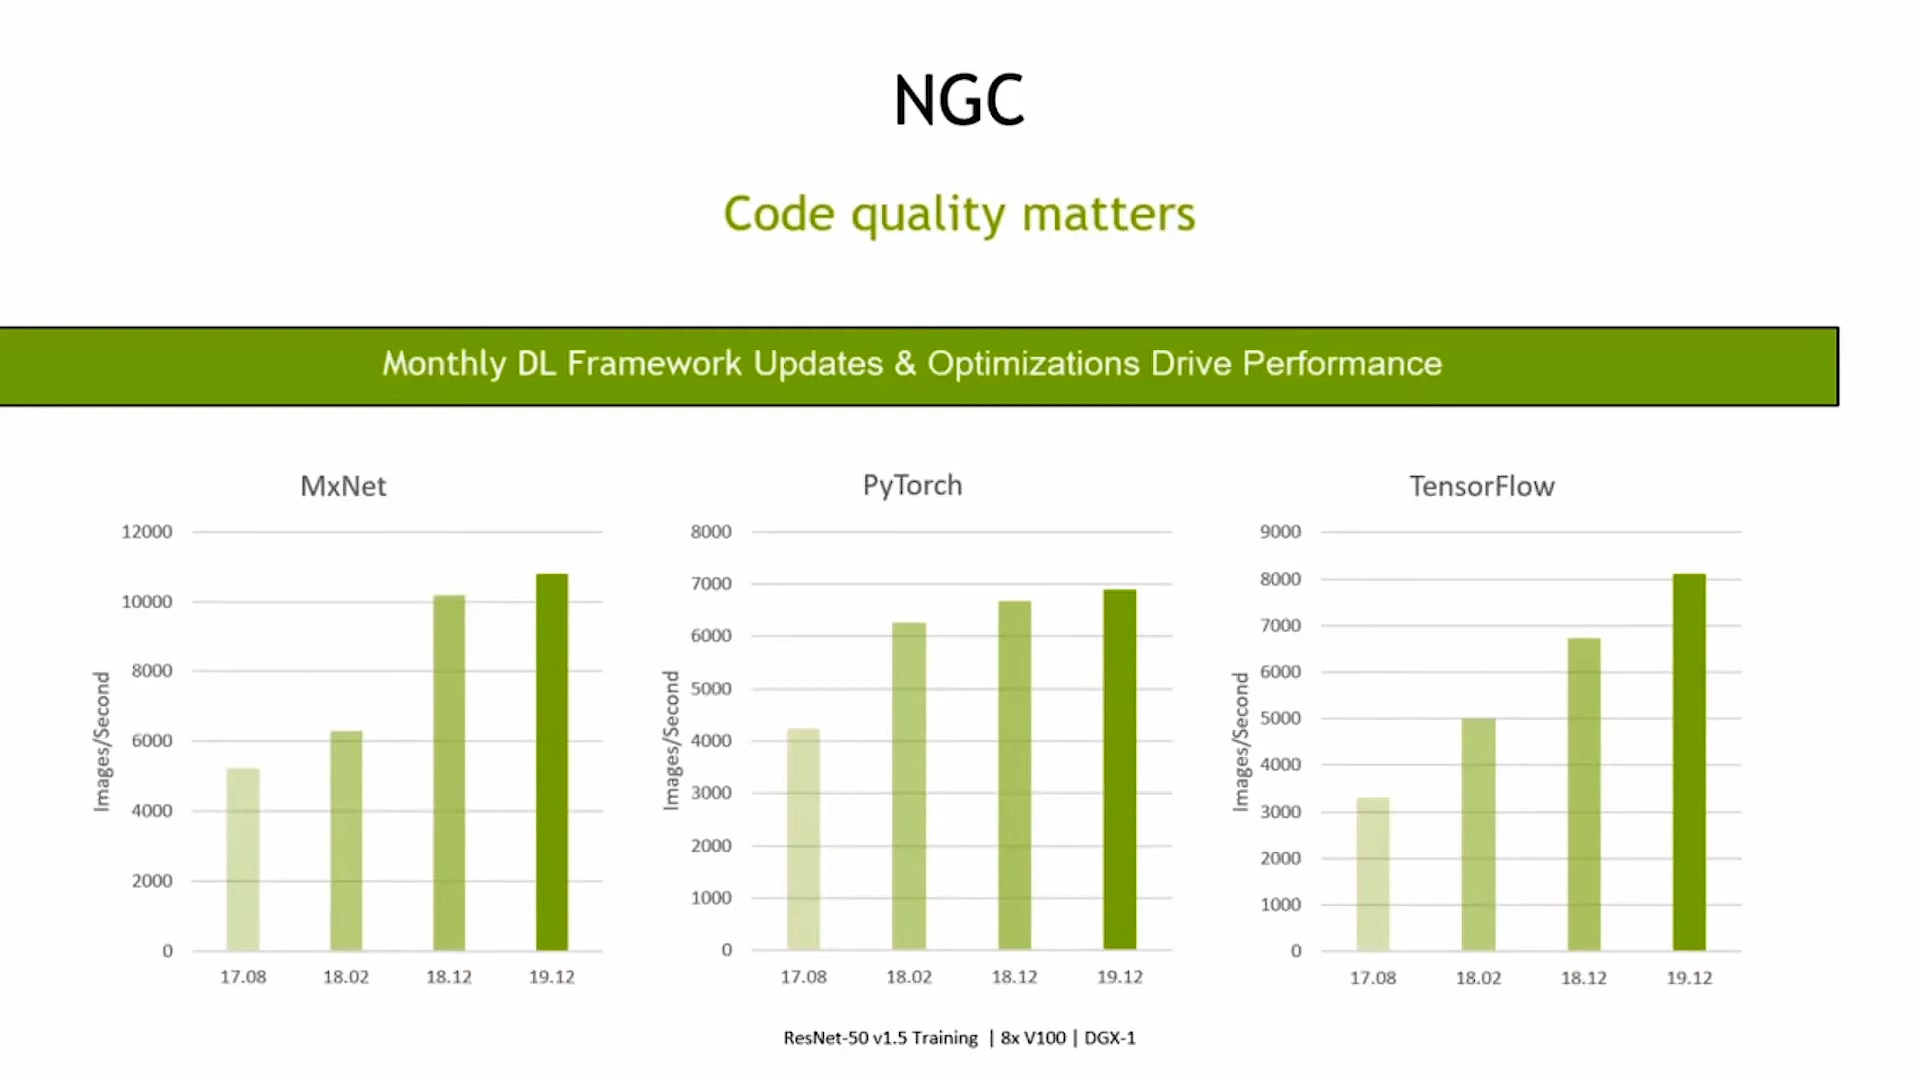 NGC
Code quality matters
Monthly DL Framework Updates & Optimizations Drive Performance
MxNet
12000
10000
8000
6000
4000
2000
0
Images/Second
17.08 18.02 18.12 19.12
PyTorch
8000
7000
6000
5000
4000
3000
2000
1000
0
Images/Second
17.08 18.02 18.12 19.12
TensorFlow
9000
8000
7000
6000
5000
4000
3000
2000
1000
0
Images/Second
17.08 18.02 18.12 19.12
ResNet-50 v1.5 Training | 8x V100 | DGX-1